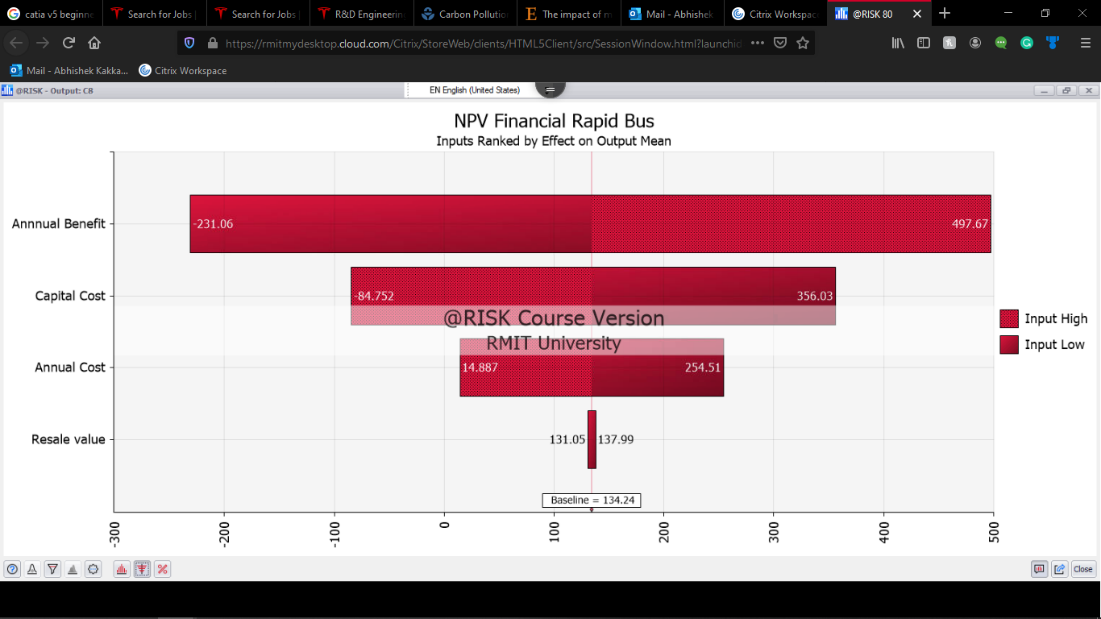 catia v5 beginne
Search for Jobs |
Search for Jobs |
R&D Engineerin
Carbon Pollutio
The impact of m
Mail - Abhishek
Citrix Workspac
@RISK 80
https://rmitmydesktop.cloud.com/Citrix/StoreWeb/clients/HTML5Client/src/SessionWindow.html?launchid
Mail - Abhishek Kakka...
Citrix Workspace
@RISK - Output: C8
EN English (United States)
NPV Financial Rapid Bus
Inputs Ranked by Effect on Output Mean
Annnual Benefit
-231.06
497.67
Capital Cost
-84.752
356.03
@RISK Course Version
RMIT University
Input High
Input Low
Annual Cost
14.887
254.51
Resale value
131.05
137.99
Baseline = 134.24
-300
-200
-100
0
100
200
300
400
500
Close